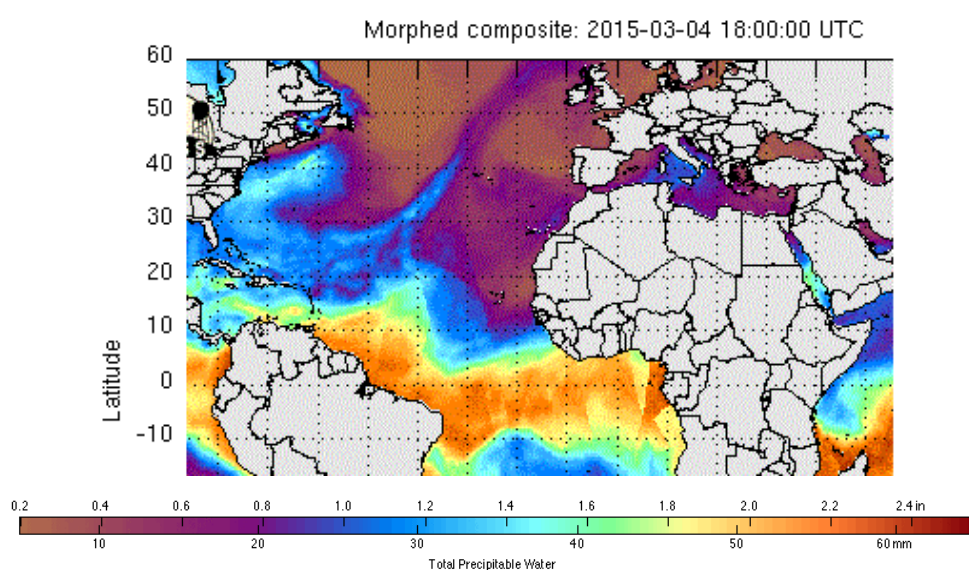 Morphed composite: 2015-03-04 18:00:00 UTC
60
50
40
30
20
10
0
-10
Latitude
0.2 0.4 0.6 0.8 1.0 1.2 1.4 1.6 1.8 2.0 2.2 2.4 in
10 20 30 40 50 60 mm
Total Precipitable Water